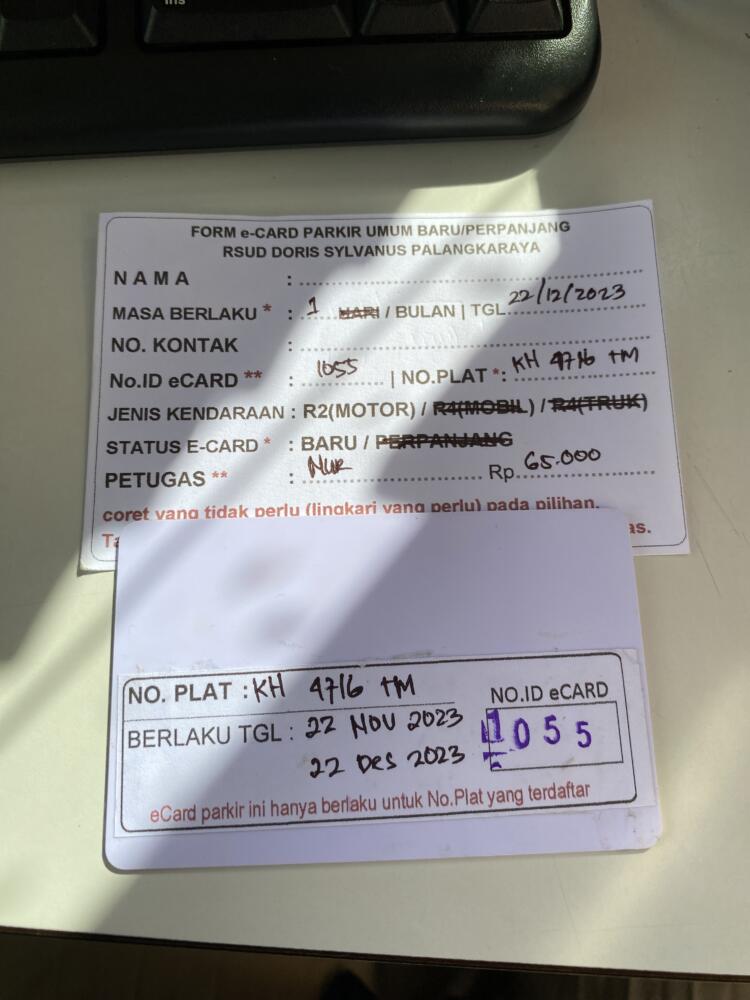 Ins
FORM e-CARD PARKIR UMUM BARU/PERPANJANG
RSUD DORIS SYLVANUS PALANGKARAYA
NAMA :
MASA BERLAKU * : 1 HARI / BULAN | TGL. 22/12/2023
NO. KONTAK :
No.ID eCARD ** : 1055 | NO.PLAT *: KH 4716 TM
JENIS KENDARAAN : R2(MOTOR) / R4(MOBIL) / R4(TRUK)
STATUS E-CARD * : BARU / PERPANJANG
PETUGAS ** : NUR Rp. 65.000
coret yang tidak perlu (lingkari yang perlu) pada pilihan.
NO. PLAT : KH 4716 TM
NO.ID eCARD
BERLAKU TGL : 22 NOV 2023
1055
22 DES 2023
eCard parkir ini hanya berlaku untuk No.Plat yang terdaftar